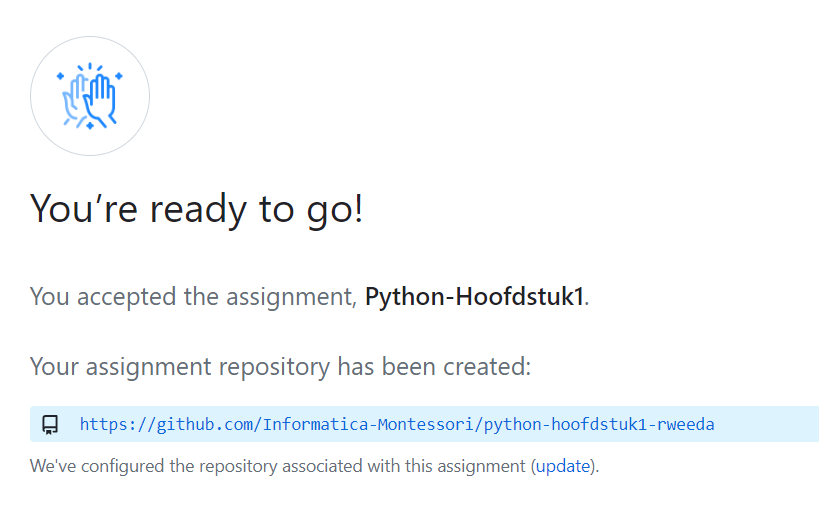 You’re ready to go!
You accepted the assignment, Python-Hoofdstuk1.
Your assignment repository has been created:
https://github.com/Informatica-Montessori/python-hoofdstuk1-rweeda
We've configured the repository associated with this assignment (update).